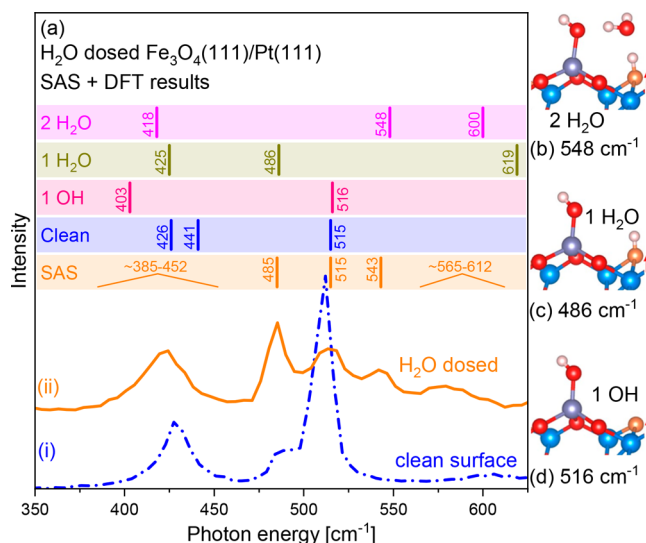 (a)
H₂O dosed Fe₃O₄(111)/Pt(111)
SAS + DFT results
2 H₂O 418 548 600
1 H₂O 425 486 619
1 OH 403 516
Clean 426 441 515
SAS ~385-452 485 515 543 ~565-612
(ii) H₂O dosed
(i) clean surface
Intensity
350 400 450 500 550 600
Photon energy [cm⁻¹]
2 H₂O
(b) 548 cm⁻¹
1 H₂O
(c) 486 cm⁻¹
1 OH
(d) 516 cm⁻¹